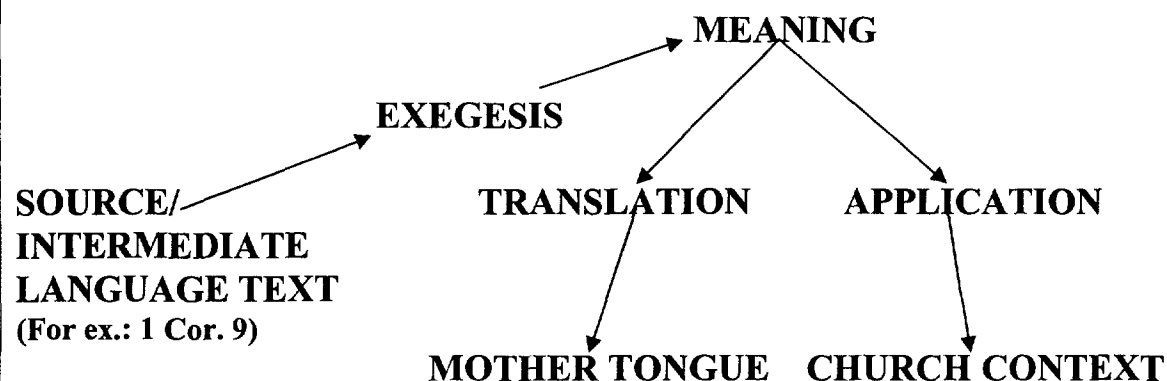 MEANING
EXEGESIS
SOURCE/
INTERMEDIATE
LANGUAGE TEXT
(For ex.: 1 Cor. 9)
TRANSLATION
APPLICATION
MOTHER TONGUE
CHURCH CONTEXT